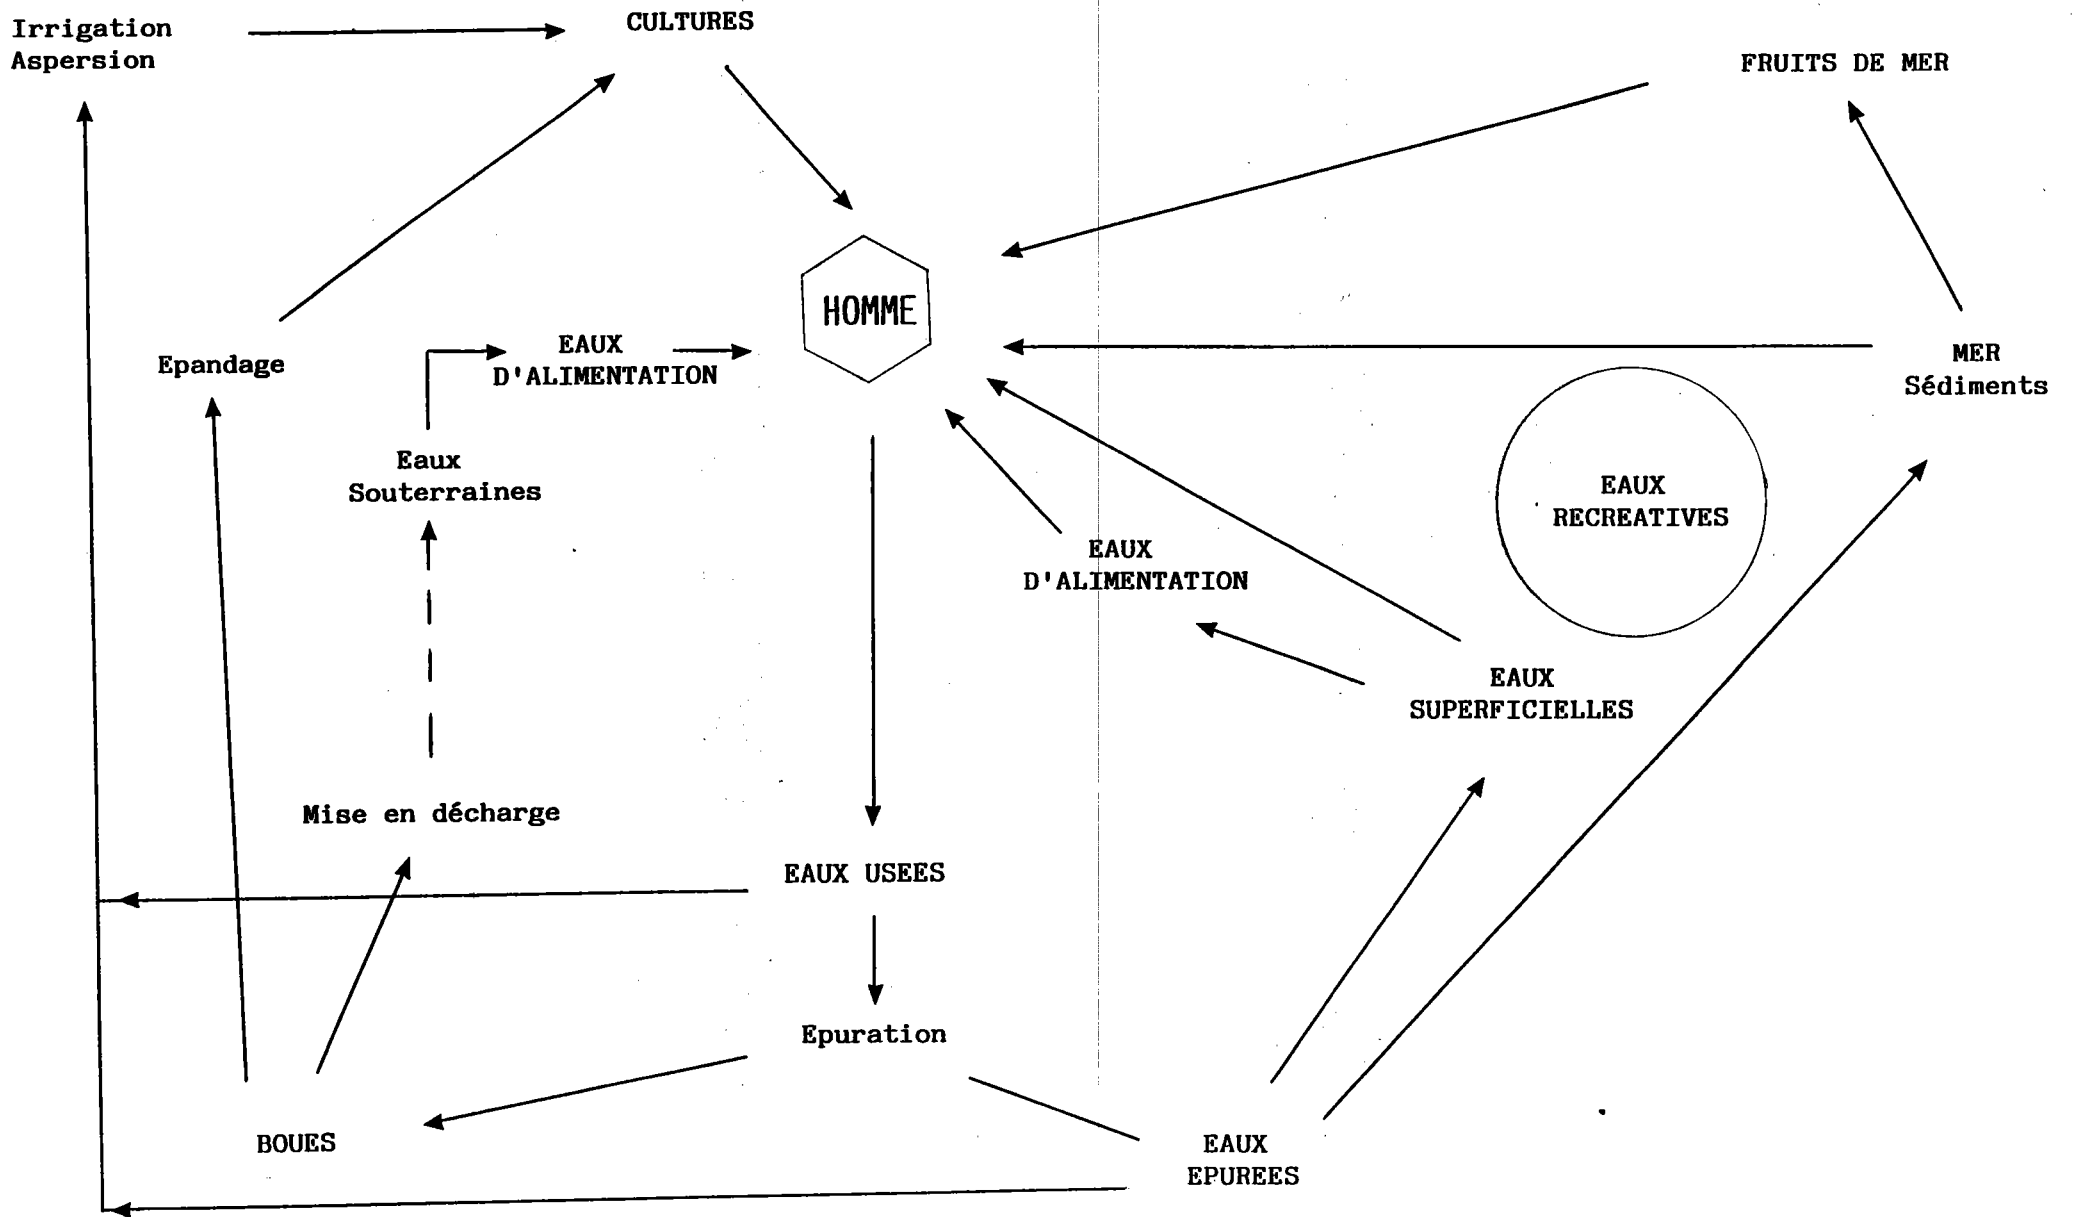 Irrigation
Aspersion
CULTURES
FRUITS DE MER
HOMME
Epandage
EAUX
D'ALIMENTATION
MER
Sédiments
Eaux
Souterraines
EAUX
RECREATIVES
EAUX
D'ALIMENTATION
EAUX
SUPERFICIELLES
Mise en décharge
EAUX USEES
Epuration
BOUES
EAUX
EPUREES